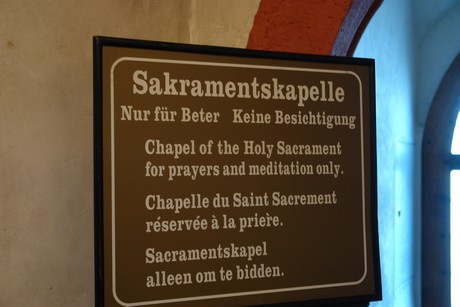 Sakramentskapelle
Nur für Beter Keine Besichtigung
Chapel of the Holy Sacrament
for prayers and meditation only.
Chapelle du Saint Sacrement
réservée à la prieře.
Sacramentskapel
alleen om te bidden.